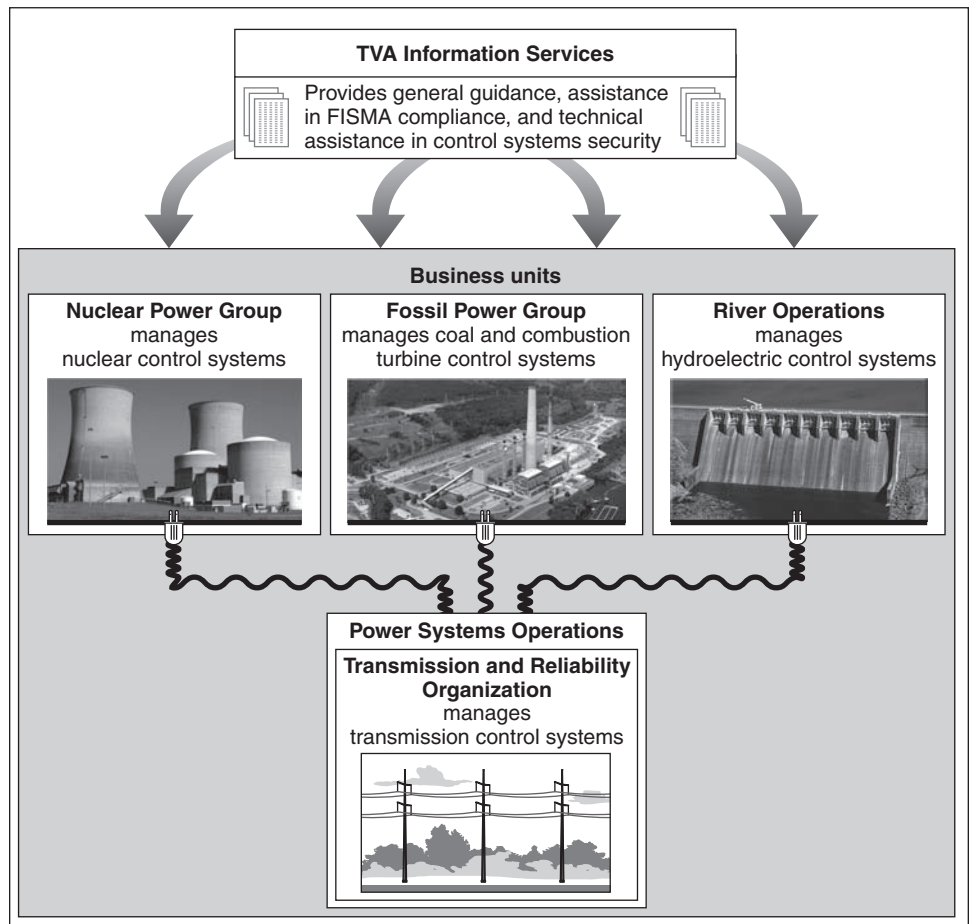 TVA Information Services
Provides general guidance, assistance
in FISMA compliance, and technical
assistance in control systems security
Business units
Nuclear Power Group
manages
nuclear control systems
Fossil Power Group
manages coal and combustion
turbine control systems
River Operations
manages
hydroelectric control systems
Power Systems Operations
Transmission and Reliability
Organization
manages
transmission control systems